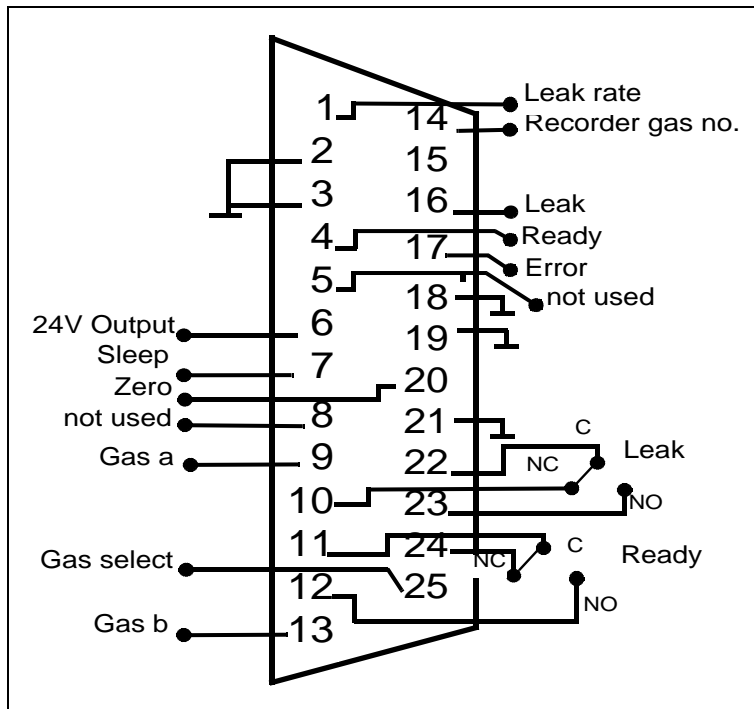 Leak rate
1
14
Recorder gas no.
2
15
3
16
Leak
4
17
Ready
Error
5
18
not used
24V Output
6
19
Sleep
7
20
Zero
not used
8
21
C
Gas a
9
22
NC
Leak
10
23
NO
11
24
NC
C
Ready
Gas select
12
25
NO
Gas b
13